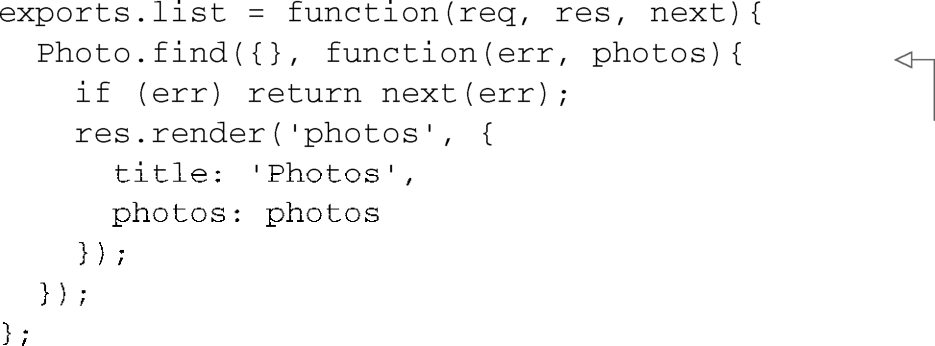 exports.list = function(req, res, next){
  Photo.find({}, function(err, photos){
    if (err) return next(err);
    res.render('photos', {
      title: 'Photos',
      photos: photos
    });
  });
};